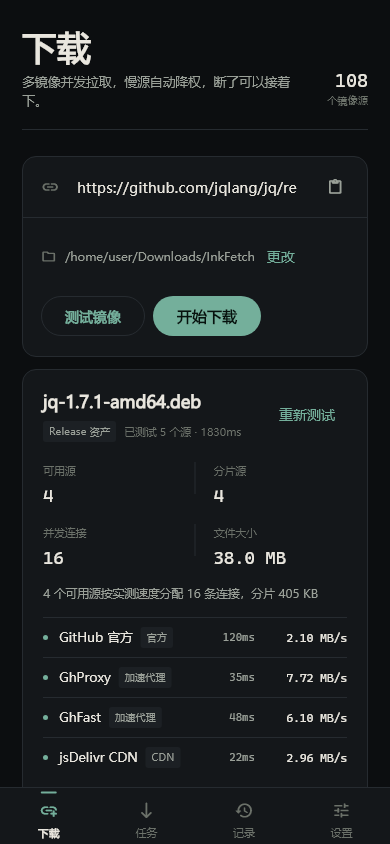 下载
多镜像并发拉取，慢源自动降权，断了可以接着下。
108
个镜像源
https://github.com/jqlang/jq/re
/home/user/Downloads/InkFetch 更改
测试镜像 开始下载
jq-1.7.1-amd64.deb
重新测试
Release 资产 已测试 5 个源 · 1830ms
可用源 分片源
4 4
并发连接 文件大小
16 38.0 MB
4 个可用源按实测速度分配 16 条连接，分片 405 KB
GitHub 官方 官方 120ms 2.10 MB/s
GhProxy 加速代理 35ms 7.72 MB/s
GhFast 加速代理 48ms 6.10 MB/s
jsDelivr CDN CDN 22ms 2.96 MB/s
下载 任务 记录 设置